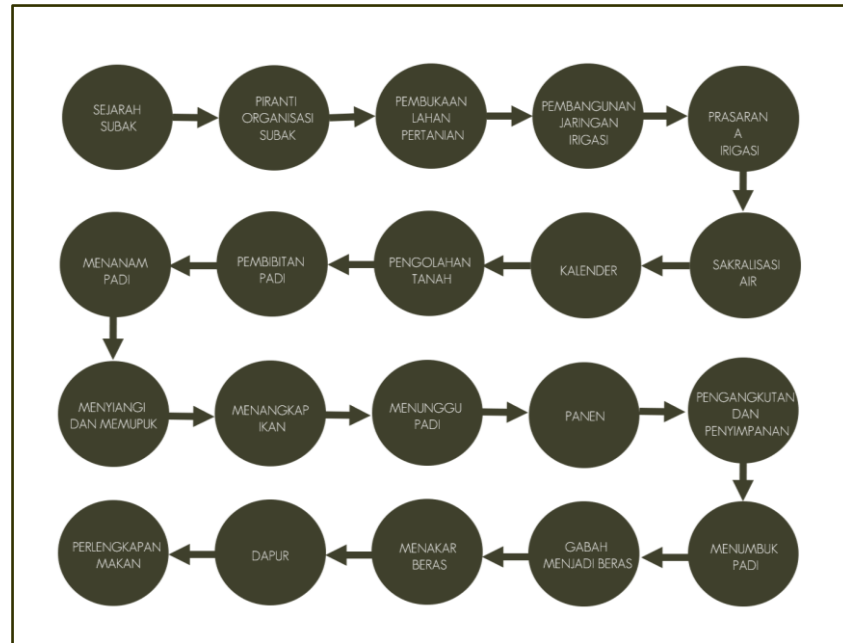 SEJARAH
SUBAK
PIRANTI
ORGANISASI
SUBAK
PEMBUKAAN
LAHAN
PERTANIAN
PEMBANGUNAN
JARINGAN
IRIGASI
PRASARAN
A
IRIGASI
SAKRALISASI
AIR
KALENDER
PENGOLAHAN
TANAH
PEMBIBITAN
PADI
MENANAM
PADI
MENYIANGI
DAN MEMUPUK
MENANGKAP
IKAN
MENUNGGU
PADI
PANEN
PENGANGKUTAN
DAN
PENYIMPANAN
MENUMBUK
PADI
GABAH
MENJADI BERAS
MENAKAR
BERAS
DAPUR
PERLENGKAPAN
MAKAN